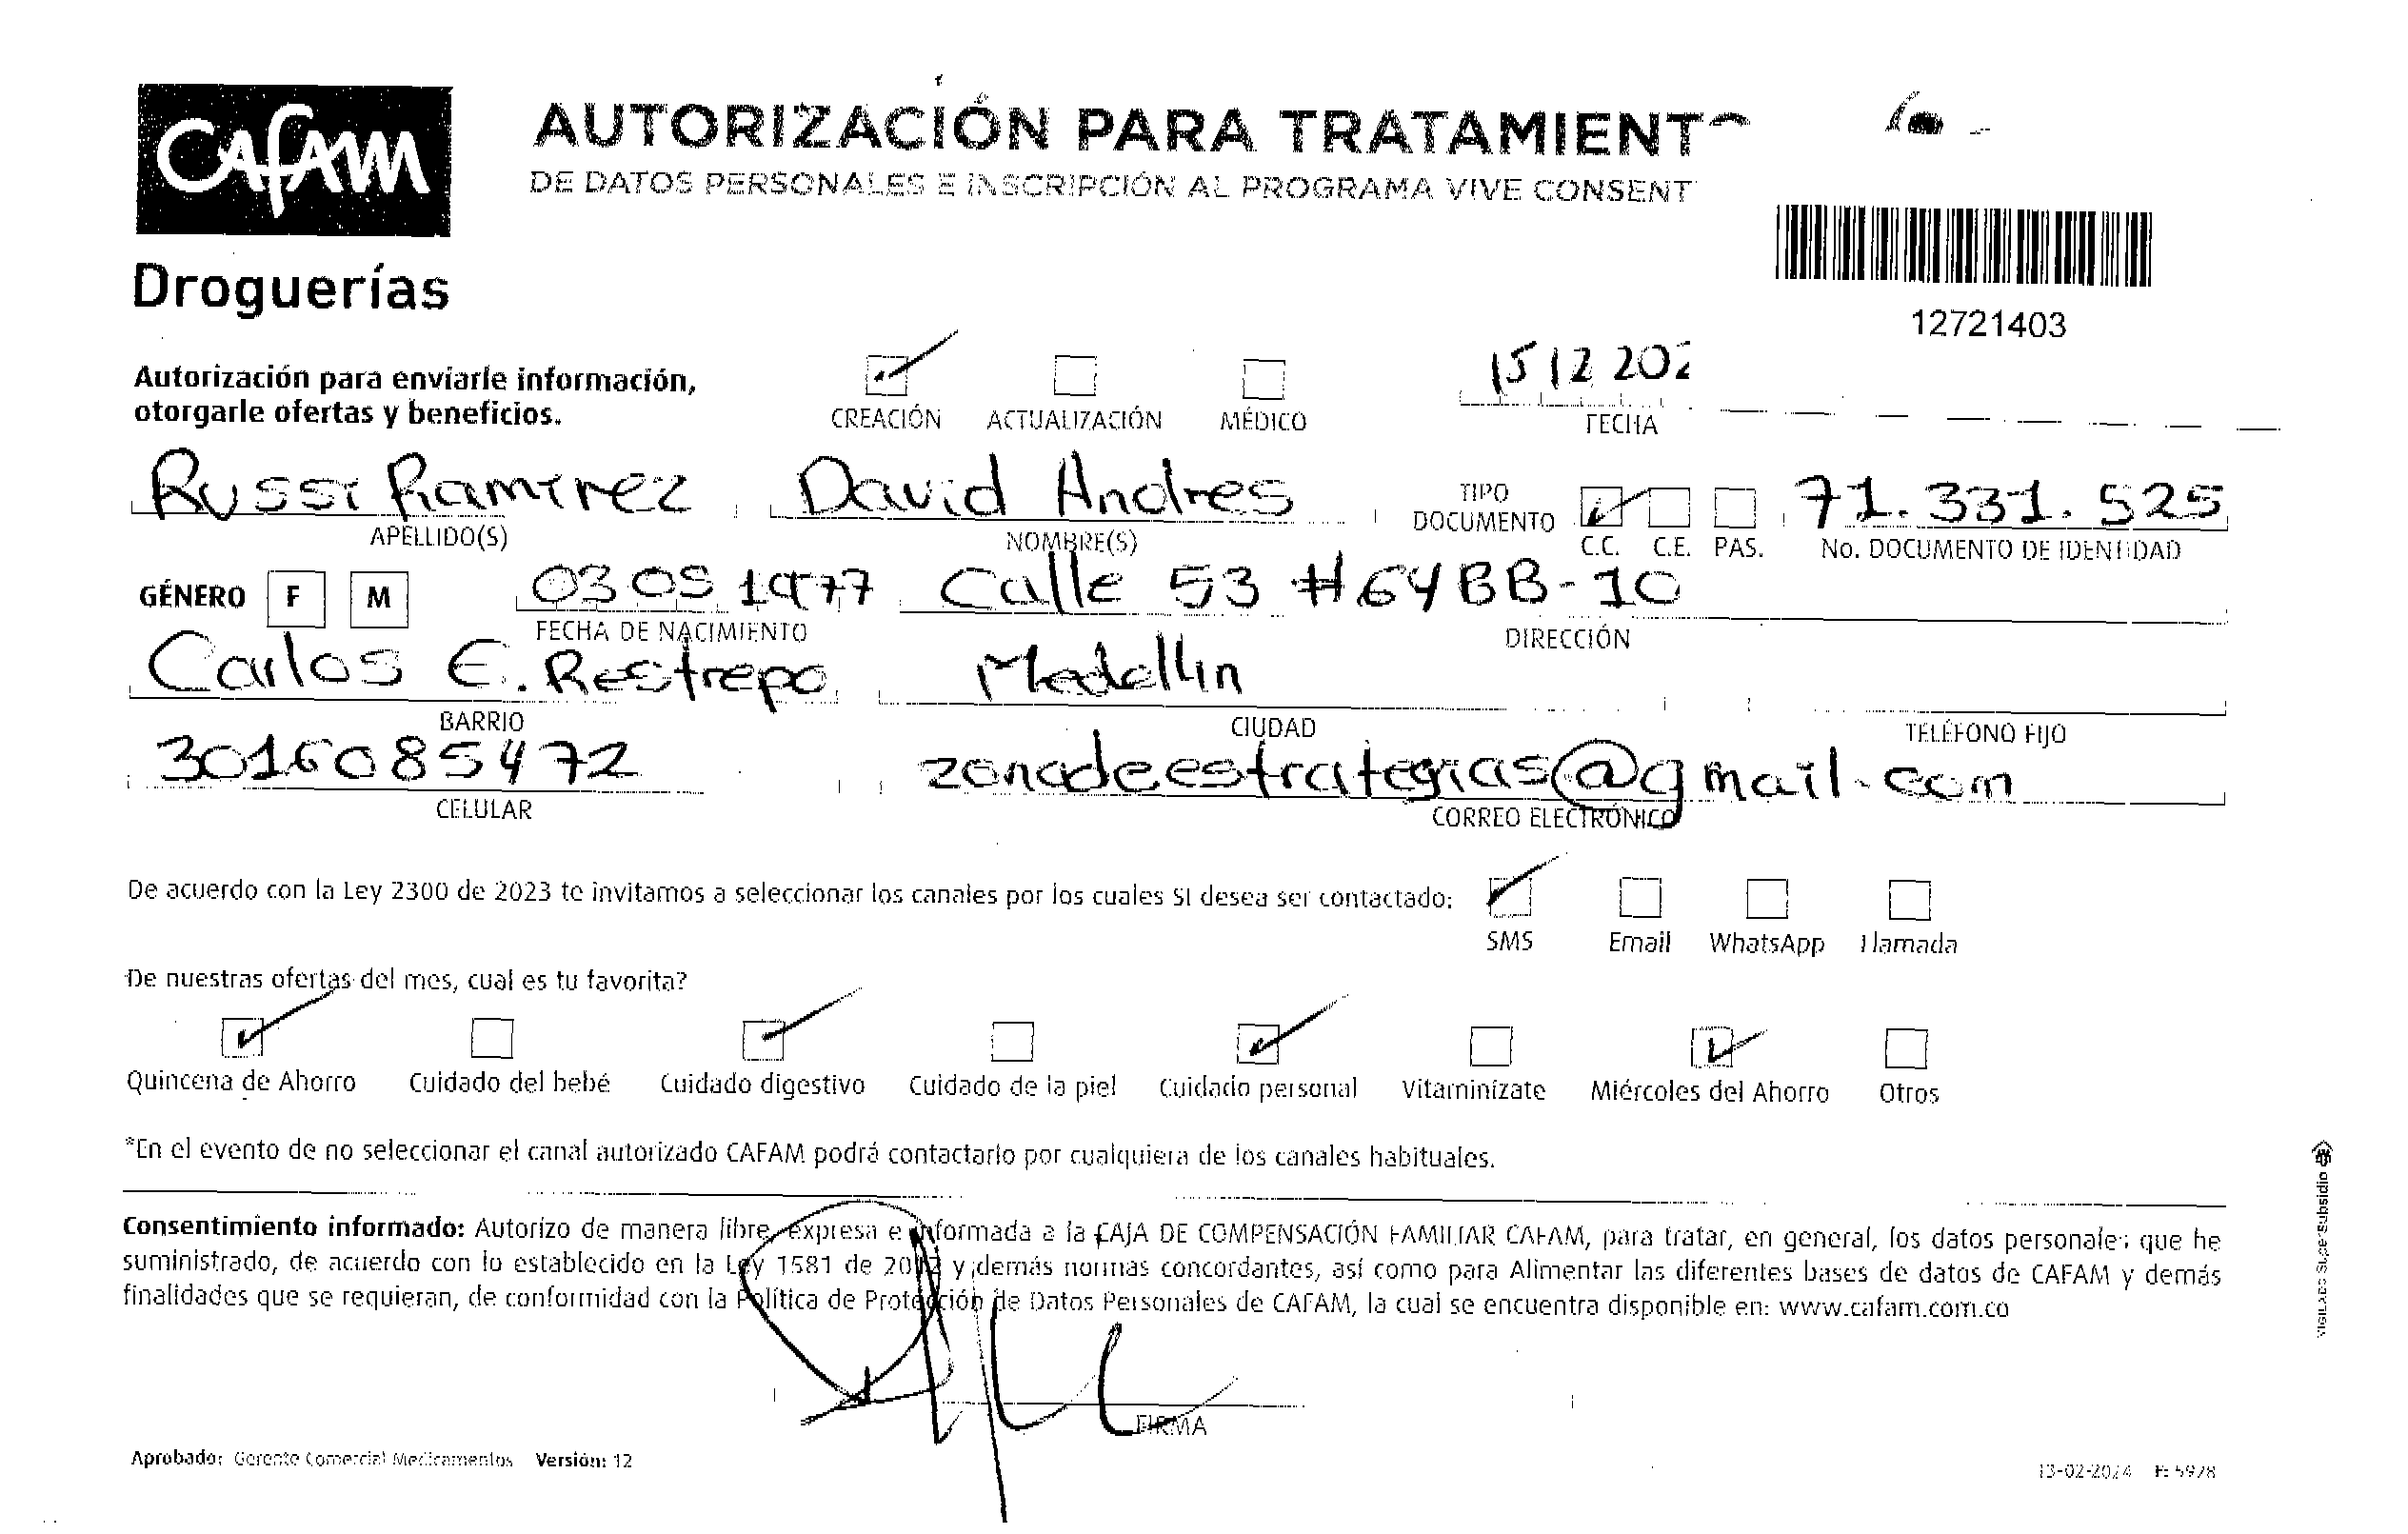 CAFAM
AUTORIZACIÓN PARA TRATAMIENT
DE DATOS PERSONALES E INSCRIPCIÓN AL PROGRAMA VIVE CONSENT
Droguerías
12721403
Autorización para enviarle información,
otorgarle ofertas y beneficios.
CREACIÓN ACTUALIZACIÓN MÉDICO
15 12 202
FECHA
Russi Ramirez David Andres TIPO DOCUMENTO 71.331.525
APELLIDO(S) NOMBRE(S) C.C. C.E. PAS. No. DOCUMENTO DE IDENTIDAD
GÉNERO F M 03 05 1977 Calle 53 #64BB-10
FECHA DE NACIMIENTO DIRECCIÓN
Carlos E. Restrepo Medellin
BARRIO CIUDAD TELÉFONO FIJO
3016085472 zonadeestrategias@gmail.com
CELULAR CORREO ELECTRÓNICO
De acuerdo con la Ley 2300 de 2023 te invitamos a seleccionar los canales por los cuales SI desea ser contactado:
SMS Email WhatsApp Llamada
De nuestras ofertas del mes, cual es tu favorita?
Quincena de Ahorro Cuidado del bebé Cuidado digestivo Cuidado de la piel Cuidado personal Vitaminízate Miércoles del Ahorro Otros
*En el evento de no seleccionar el canal autorizado CAFAM podrá contactarlo por cualquiera de los canales habituales.
Consentimiento informado: Autorizo de manera libre, expresa e informada a la CAJA DE COMPENSACIÓN FAMILIAR CAFAM, para tratar, en general, los datos personales que he
suministrado, de acuerdo con lo establecido en la Ley 1581 de 2012 y demás normas concordantes, así como para Alimentar las diferentes bases de datos de CAFAM y demás
finalidades que se requieran, de conformidad con la Política de Protección de Datos Personales de CAFAM, la cual se encuentra disponible en: www.cafam.com.co
FIRMA
Aprobado: Gerente Comercial Medicamentos Versión: 12
13-02-2024 F: 5928
VIGILADO SuperSubsidio